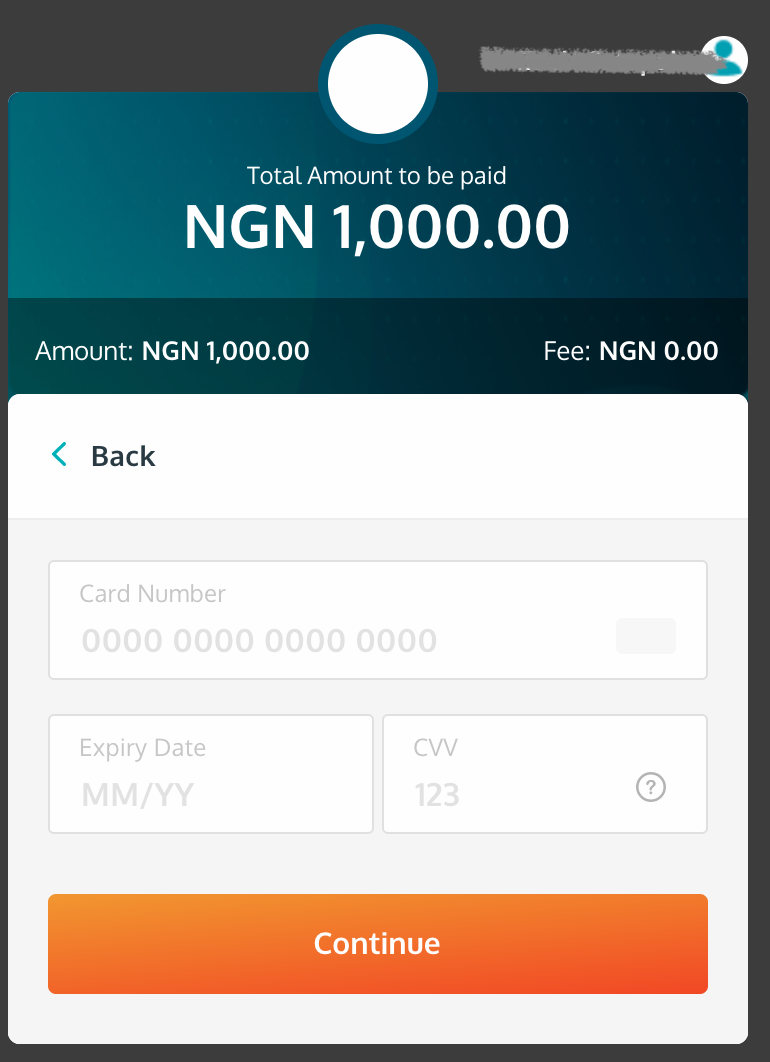 Total Amount to be paid
NGN 1,000.00
Amount: NGN 1,000.00 Fee: NGN 0.00
Back
Card Number
0000 0000 0000 0000
Expiry Date CVV
MM/YY 123 ?
Continue